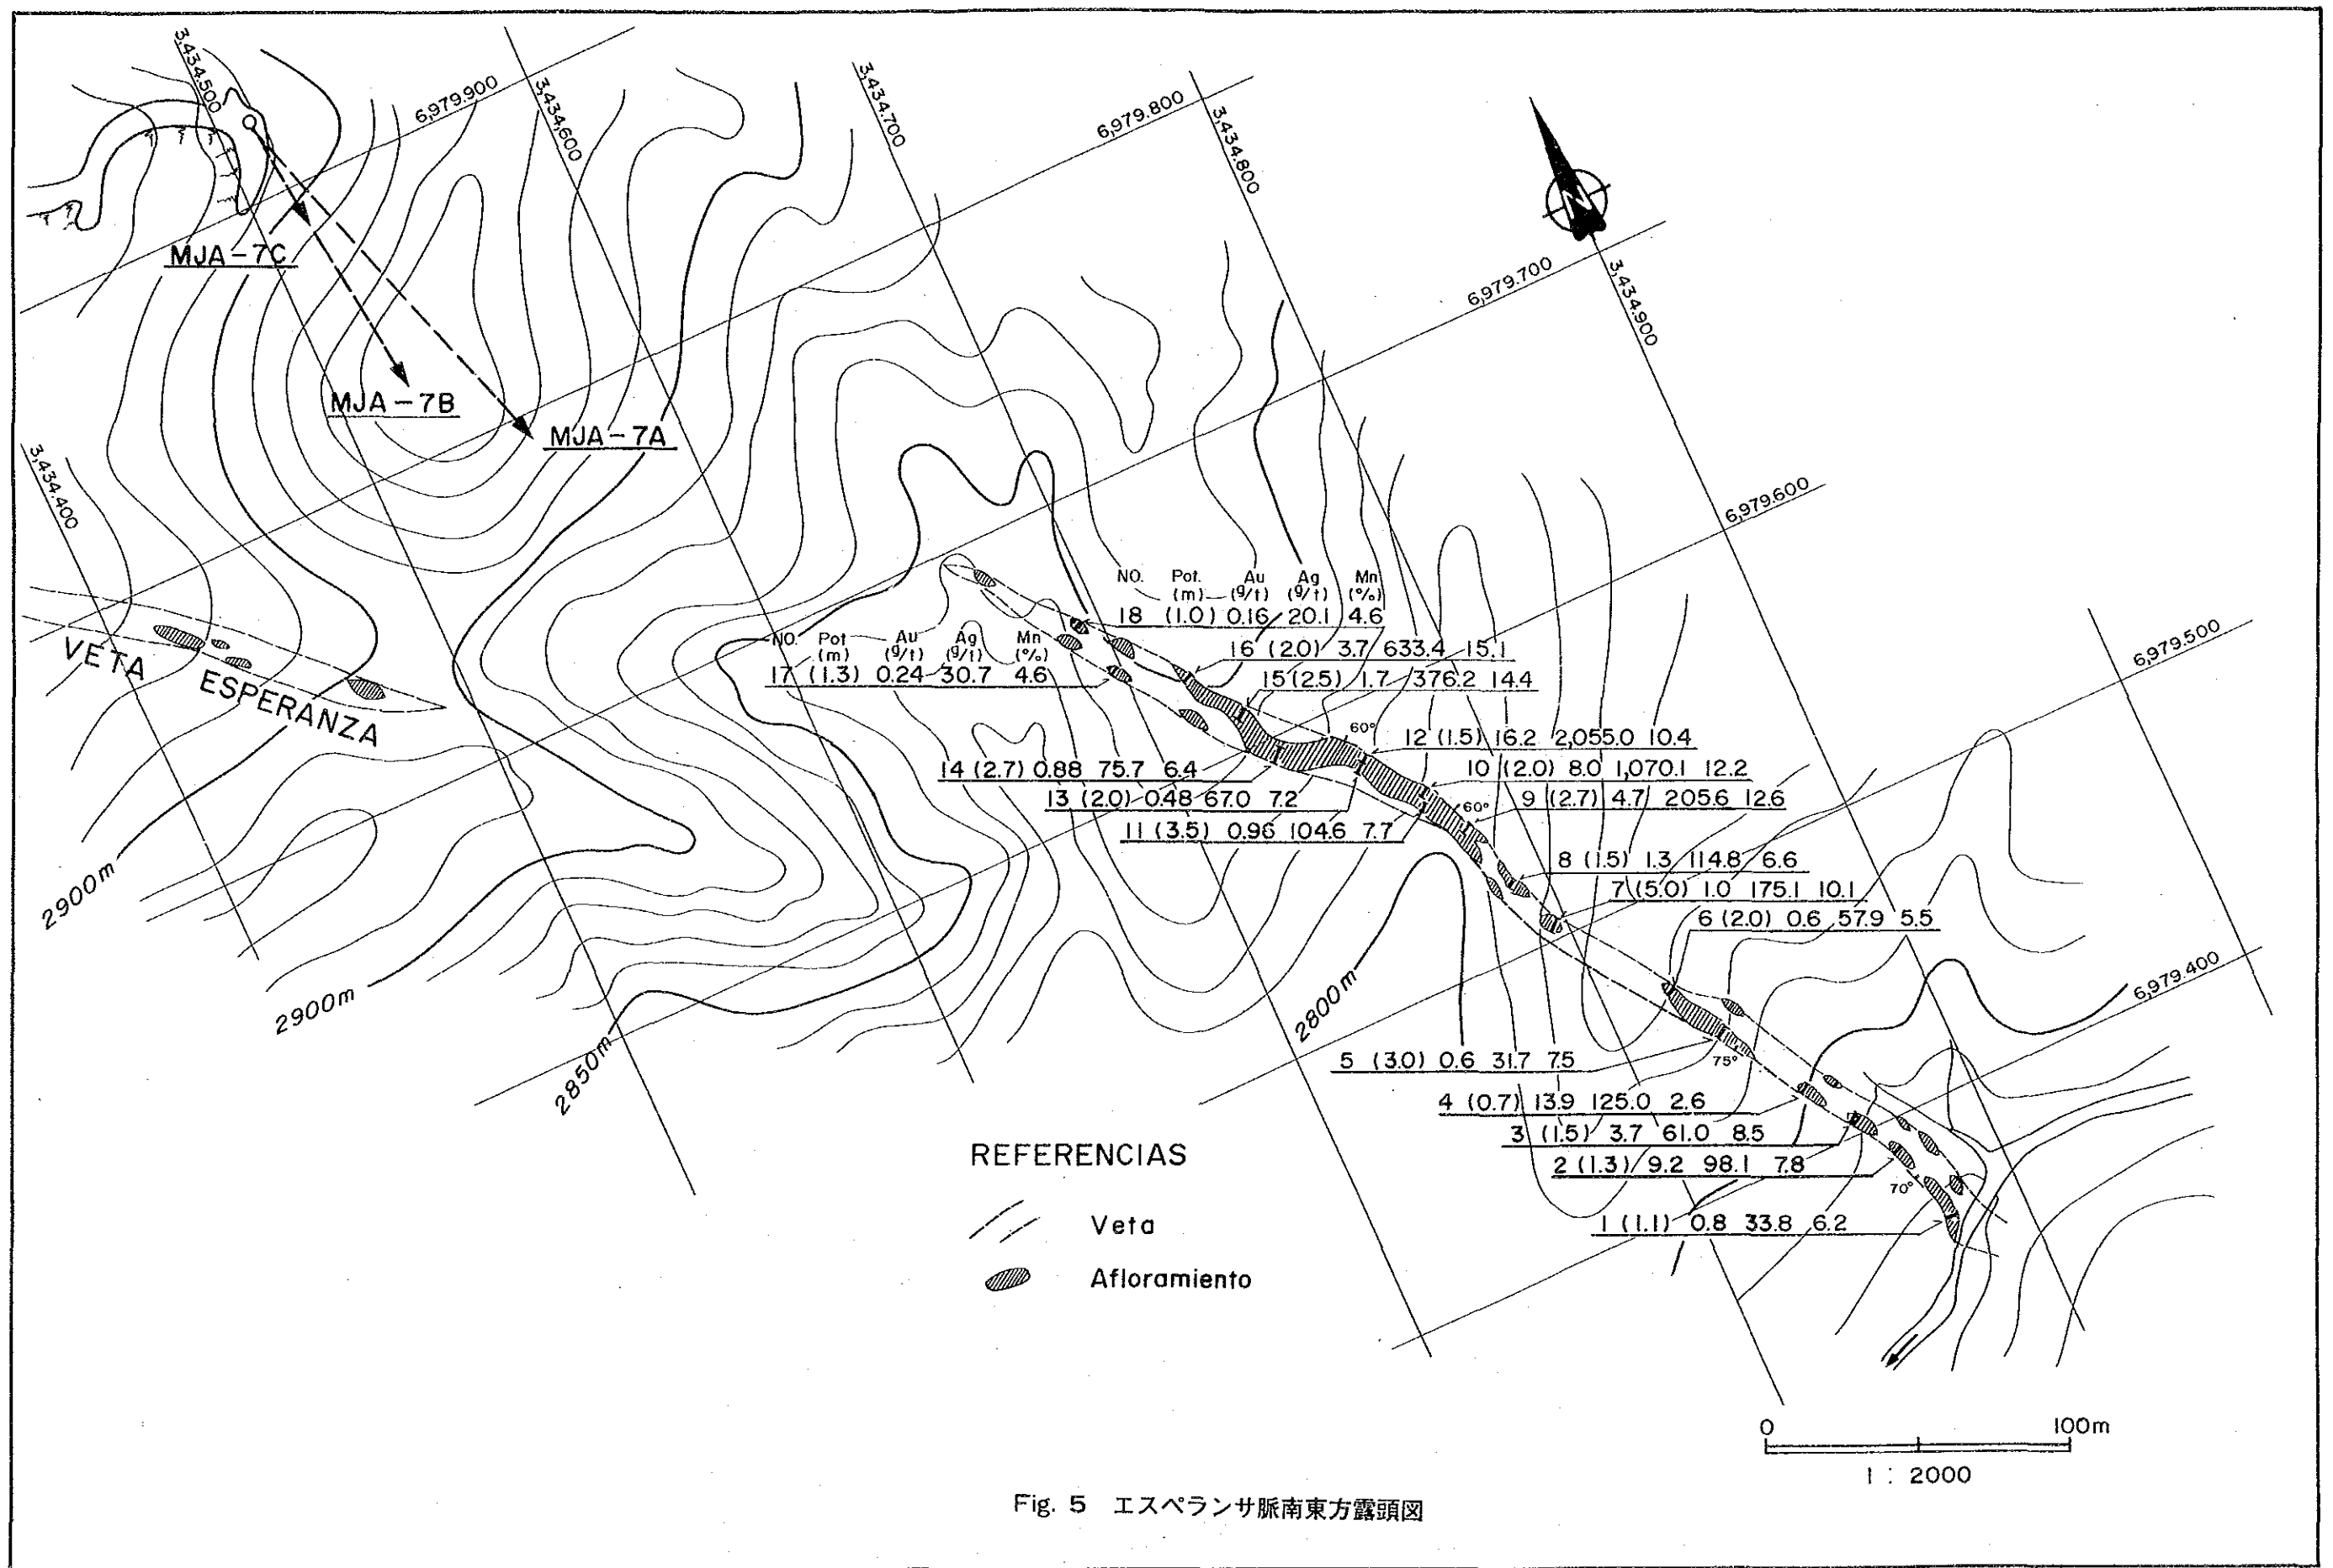 3,434.500
6,979.900
3,434,600
3,434.700
6,979.800
3,434.800
6,979.700
3,434.900
N
MJA-7C
MJA-7B
MJA-7A
3,434.400
6,979.600
6,979.500
6,979.400
VETA ESPERANZA
NO. Pot. (m) Au (g/t) Ag (g/t) Mn (%)
18 (1.0) 0.16 20.1 4.6
NO. Pot (m) Au (g/t) Ag (g/t) Mn (%)
17 (1.3) 0.24 30.7 4.6
16 (2.0) 3.7 633.4 15.1
15 (2.5) 1.7 376.2 14.4
60°
12 (1.5) 16.2 2,055.0 10.4
14 (2.7) 0.88 75.7 6.4
10 (2.0) 8.0 1,070.1 12.2
13 (2.0) 0.48 67.0 7.2
60°
9 (2.7) 4.7 205.6 12.6
11 (3.5) 0.96 104.6 7.7
8 (1.5) 1.3 114.8 6.6
7 (5.0) 1.0 175.1 10.1
6 (2.0) 0.6 57.9 5.5
2900m
2900m
2850m
2800m
5 (3.0) 0.6 31.7 7.5
75°
4 (0.7) 13.9 125.0 2.6
3 (1.5) 3.7 61.0 8.5
2 (1.3) 9.2 98.1 7.8
70°
1 (1.1) 0.8 33.8 6.2
REFERENCIAS
Veta
Afloramiento
0 100m
1 : 2000
Fig. 5 エスペランサ脈南東方露頭図